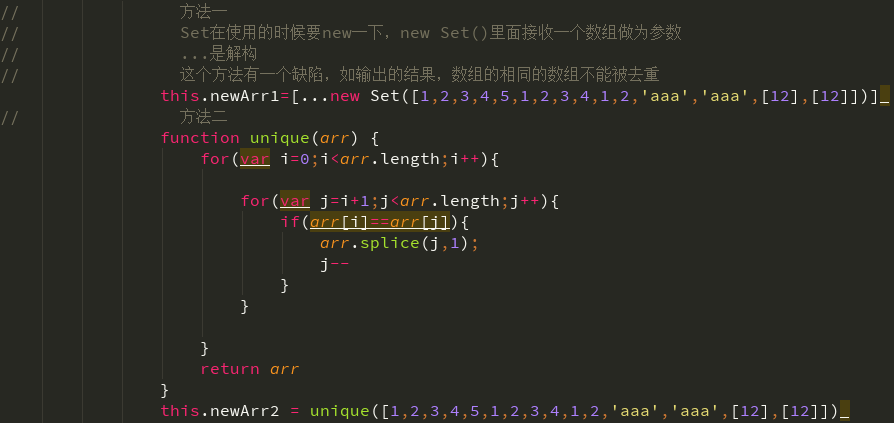 // 方法一
// Set在使用的时候要new一下，new Set()里面接收一个数组做为参数
// ...是解构
// 这个方法有一个缺陷，如输出的结果，数组的相同的数组不能被去重
this.newArr1=[...new Set([1,2,3,4,5,1,2,3,4,1,2,'aaa','aaa',[12],[12]])]
// 方法二
function unique(arr) {
for(var i=0;i<arr.length;i++){
for(var j=i+1;j<arr.length;j++){
if(arr[i]==arr[j]){
arr.splice(j,1);
j--
}
}
}
return arr
}
this.newArr2 = unique([1,2,3,4,5,1,2,3,4,1,2,'aaa','aaa',[12],[12]])